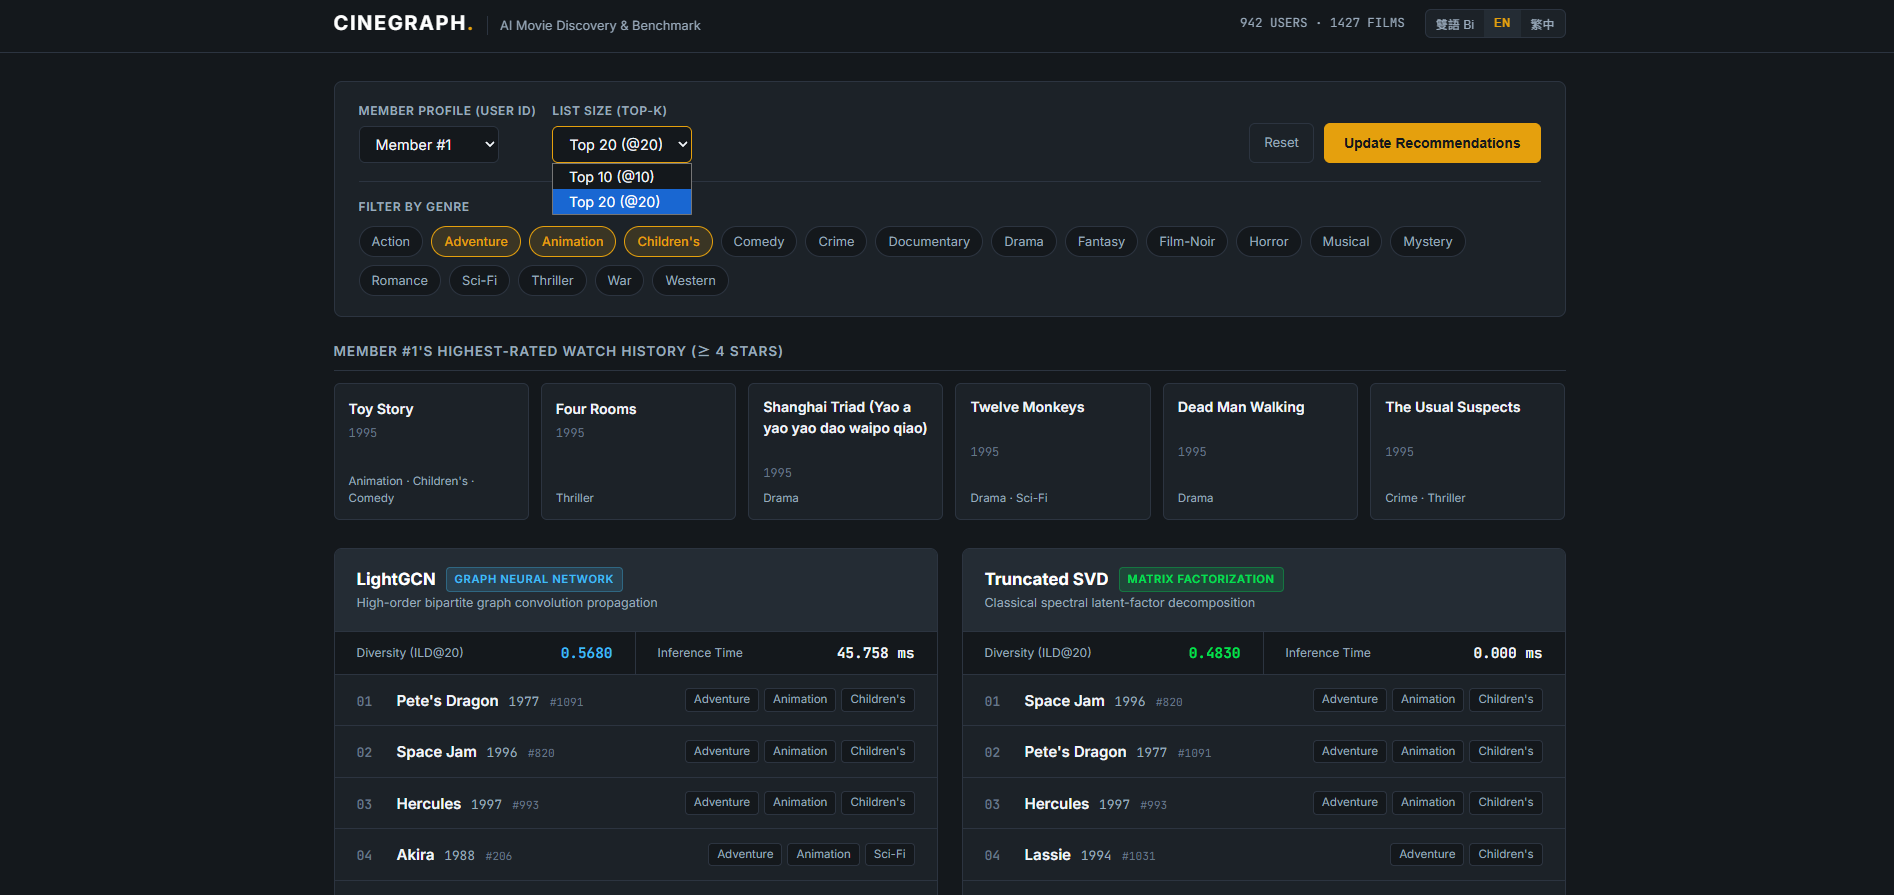 CINEGRAPH. AI Movie Discovery & Benchmark 942 USERS · 1427 FILMS 雙語 Bi EN 繁中
MEMBER PROFILE (USER ID) LIST SIZE (TOP-K)
Member #1 Top 20 (@20) Reset Update Recommendations
Top 10 (@10)
Top 20 (@20)
FILTER BY GENRE
Action Adventure Animation Children's Comedy Crime Documentary Drama Fantasy Film-Noir Horror Musical Mystery
Romance Sci-Fi Thriller War Western
MEMBER #1'S HIGHEST-RATED WATCH HISTORY (≥ 4 STARS)
Toy Story
1995
Animation · Children's ·
Comedy
Four Rooms
1995
Thriller
Shanghai Triad (Yao a
yao yao dao waipo qiao)
1995
Drama
Twelve Monkeys
1995
Drama · Sci-Fi
Dead Man Walking
1995
Drama
The Usual Suspects
1995
Crime · Thriller
LightGCN GRAPH NEURAL NETWORK
High-order bipartite graph convolution propagation
Diversity (ILD@20) 0.5680 Inference Time 45.758 ms
01 Pete's Dragon 1977 #1091 Adventure Animation Children's
02 Space Jam 1996 #820 Adventure Animation Children's
03 Hercules 1997 #993 Adventure Animation Children's
04 Akira 1988 #206 Adventure Animation Sci-Fi
Truncated SVD MATRIX FACTORIZATION
Classical spectral latent-factor decomposition
Diversity (ILD@20) 0.4830 Inference Time 0.000 ms
01 Space Jam 1996 #820 Adventure Animation Children's
02 Pete's Dragon 1977 #1091 Adventure Animation Children's
03 Hercules 1997 #993 Adventure Animation Children's
04 Lassie 1994 #1031 Adventure Children's